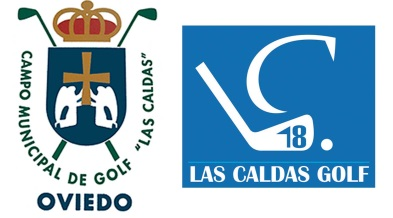 CAMPO MUNICIPAL DE GOLF "LAS CALDAS"
OVIEDO
C
18
LAS CALDAS GOLF